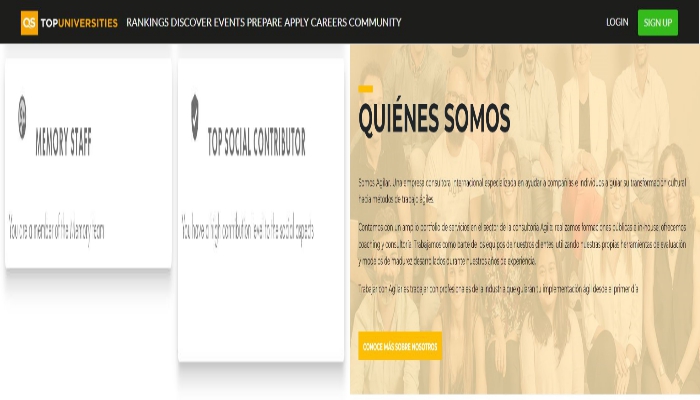 QS TOPUNIVERSITIES RANKINGS DISCOVER EVENTS PREPARE APPLY CAREERS COMMUNITY LOGIN SIGN UP
MEMORY STAFF
You are a member of the Memory team
TOP SOCIAL CONTRIBUTOR
You have a high contribution level to the social aspects
QUIÉNES SOMOS
Somos Agilar. Una empresa consultora internacional especializada en ayudar a compañías e individuos a guiar su transformación cultural
hacia métodos de trabajo ágiles.
Contamos con un amplio portfolio de servicios en el sector de la consultoría Agile: realizamos formaciones públicas e in-house, ofrecemos
coaching y consultoría. Trabajamos como parte de los equipos de nuestros clientes, utilizando nuestras propias herramientas de evaluación
y modelos de madurez desarrollados durante nuestros años de experiencia.
Trabajar con Agilar es trabajar con profesionales de la industria que guiarán tu implementación ágil desde el primer día.
CONOCE MÁS SOBRE NOSOTROS